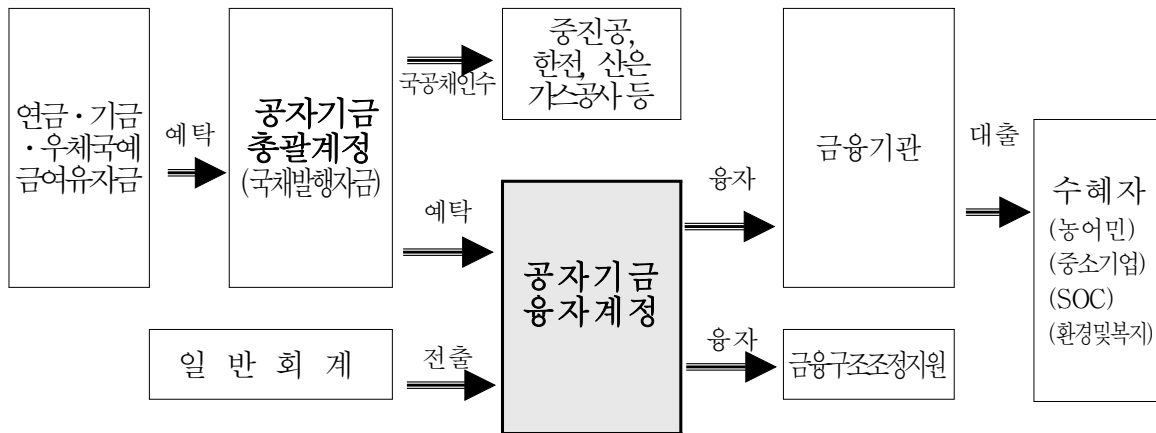 연금・기금
・우체국예
금여유자금
예탁
공자기금
총괄계정
(국채발행자금)
국공채인수
중진공,
한전, 산은
가스공사 등
예탁
일 반 회 계
전출
공자기금
융자계정
융자
금융기관
융자
금융구조조정지원
대출
수혜자
(농어민)
(중소기업)
(SOC)
(환경및복지)